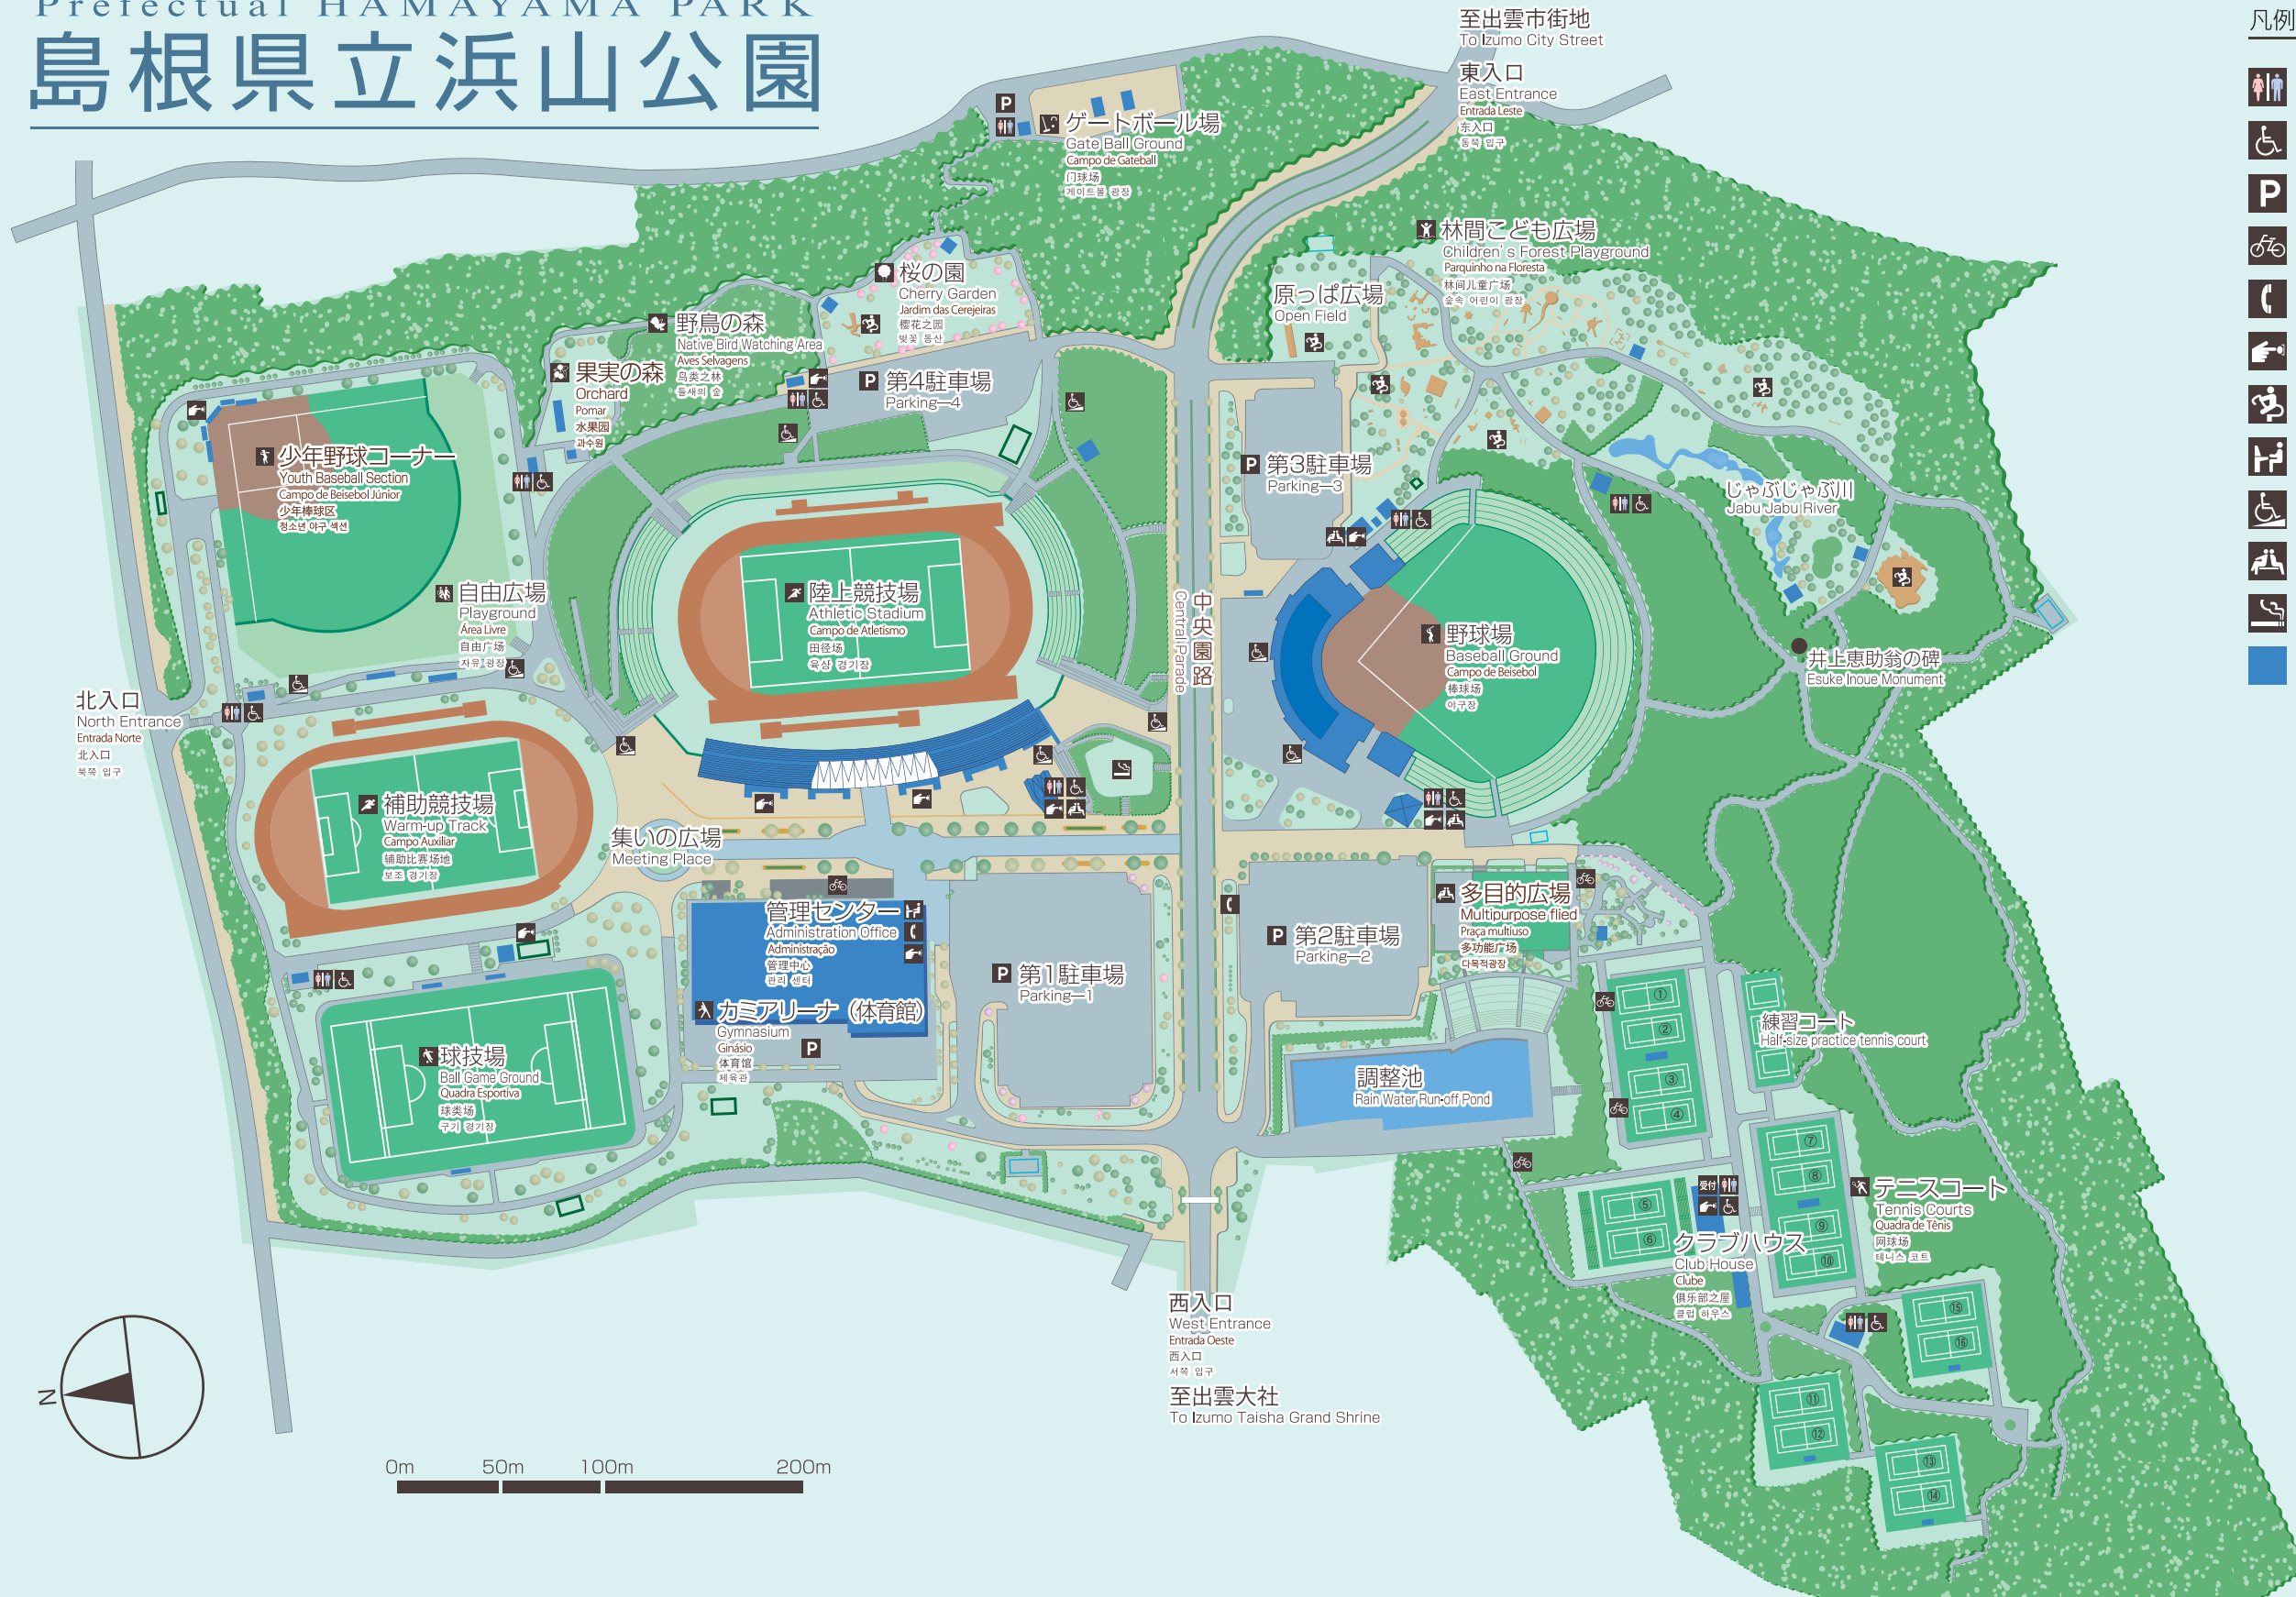 Prefectual HAMAYAMA PARK
島根県立浜山公園
凡例
至出雲市街地
To Izumo City Street
東入口
East Entrance
Entrada Leste
东入口
동쪽 입구
P
ゲートボール場
Gate Ball Ground
Campo de Gateball
门球场
게이트볼 광장
林間こども広場
Children's Forest Playground
Parquinho na Floresta
林间儿童广场
숲속 어린이 광장
原っぱ広場
Open Field
桜の園
Cherry Garden
Jardim das Cerejeiras
樱花之园
벚꽃 동산
野鳥の森
Native Bird Watching Area
Aves Selvagens
鸟类之林
들새의 숲
果実の森
Orchard
Pomar
水果园
과수원
P 第4駐車場
Parking―4
少年野球コーナー
Youth Baseball Section
Campo de Beisebol Júnior
少年棒球区
청소년 야구 섹션
P 第3駐車場
Parking―3
じゃぶじゃぶ川
Jabu Jabu River
自由広場
Playground
Área Livre
自由广场
자유 광장
陸上競技場
Athletic Stadium
Campo de Atletismo
田径场
육상 경기장
中央園路
Central Parade
野球場
Baseball Ground
Campo de Beisebol
棒球场
야구장
井上恵助翁の碑
Esuke Inoue Monument
北入口
North Entrance
Entrada Norte
北入口
북쪽 입구
補助競技場
Warm-up Track
Campo Auxiliar
辅助比赛场地
보조 경기장
集いの広場
Meeting Place
管理センター
Administration Office
Administração
管理中心
관리 센터
カミアリーナ（体育館）
Gymnasium
Ginásio
体育馆
체육관
P
P 第1駐車場
Parking―1
P 第2駐車場
Parking―2
多目的広場
Multipurpose flied
Praça multiuso
多功能广场
다목적광장
球技場
Ball Game Ground
Quadra Esportiva
球类场
구기 경기장
調整池
Rain Water Run-off Pond
練習コート
Half-size practice tennis court
①
②
③
④
⑤
⑥
⑦
⑧
⑨
⑩
受付
テニスコート
Tennis Courts
Quadra de Tênis
网球场
테니스 코트
クラブハウス
Club House
Clube
俱乐部之屋
클럽 하우스
⑮
⑯
⑪
⑫
⑬
⑭
西入口
West Entrance
Entrada Oeste
西入口
서쪽 입구
至出雲大社
To Izumo Taisha Grand Shrine
N
0m 50m 100m 200m
P